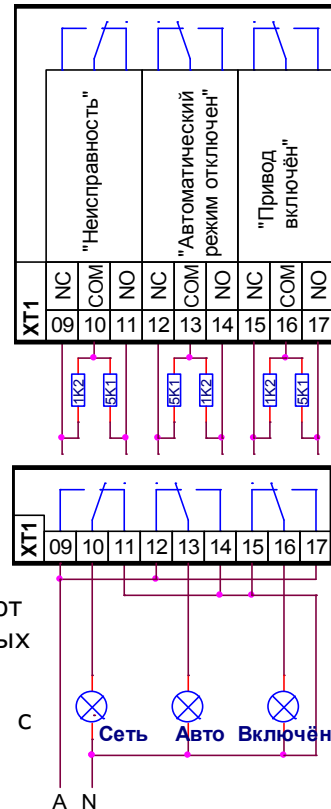 "Неисправность"
"Автоматический
режим отключен"
"Привод
включён"
XT1
NC COM NO NC COM NO NC COM NO
09 10 11 12 13 14 15 16 17
1K2 5K1 5K1 1K2 1K2 5K1
XT1
09 10 11 12 13 14 15 16 17
от
ых
с
Сеть Авто Включён
A N